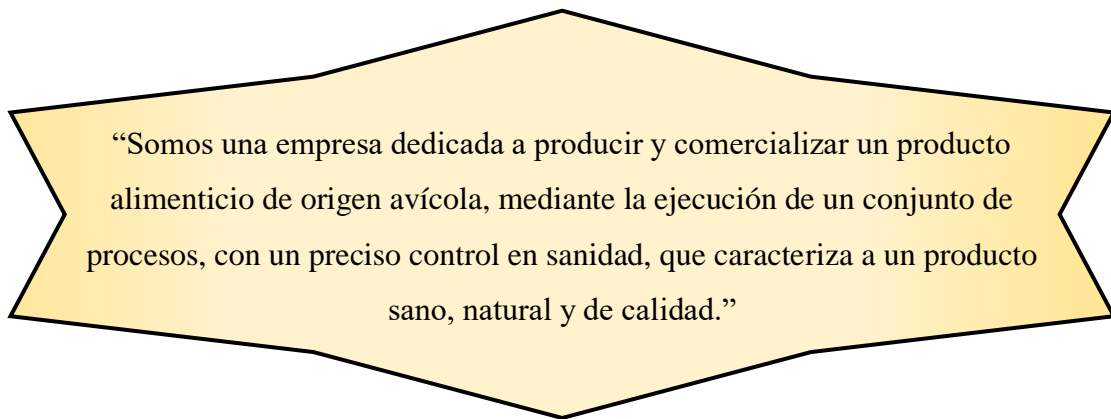 “Somos una empresa dedicada a producir y comercializar un producto
alimenticio de origen avícola, mediante la ejecución de un conjunto de
procesos, con un preciso control en sanidad, que caracteriza a un producto
sano, natural y de calidad.”